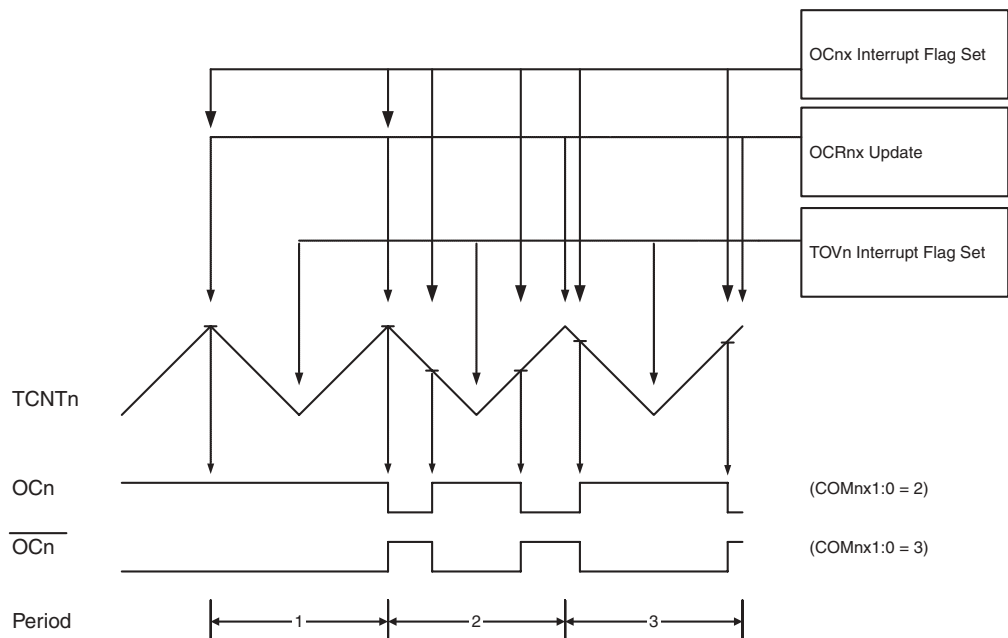 OCnx Interrupt Flag Set
OCRnx Update
TOVn Interrupt Flag Set
TCNTn
OCn
(COMnx1:0 = 2)
OCn
(COMnx1:0 = 3)
Period
1
2
3